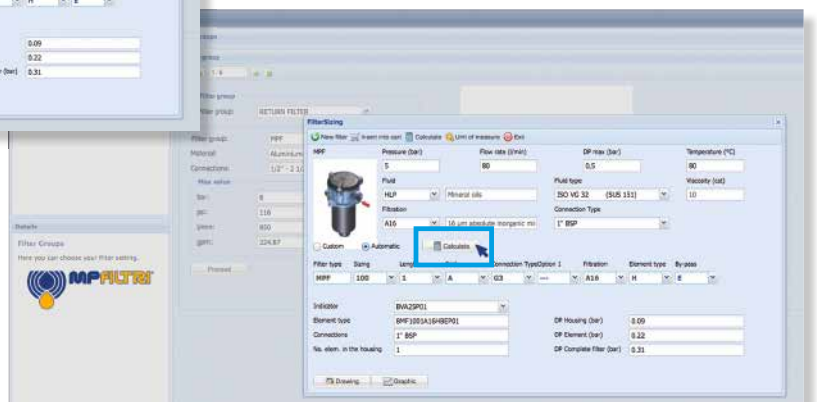 H E
0.09
0.22
(bar) 0.31
Filter group
Filter group: RETURN FILTER
Filter group: MPF
Material: Aluminium
Connections: 1/2" - 2 1/
Max value
bar: 8
psi: 116
l/min: 850
gpm: 224.87
Proceed
Details
Filter Groups
Here you can choose your filter setting.
MPFILTRI
FilterSizing
New filter Insert into cart Calculate Unit of measure Exit
MPF Pressure (bar) Flow rate (l/min) DP max (bar) Temperature (°C)
5 80 0,5 80
Fluid Fluid type Viscosity (cst)
HLP Mineral oils ISO VG 32 (SUS 151) 10
Filtration Connection Type
A16 16 µm absolute inorganic mi 1" BSP
Custom Automatic Calculate
Filter type Sizing Connection Type Option 1 Filtration Element type By-pass
MPF 100 1 A G3 --- A16 H E
Indicator BVA25P01
Element type RMF1001A16HBEP01 DP Housing (bar) 0.09
Connections 1" BSP DP Element (bar) 0.22
No. elem. in the housing 1 DP Complete Filter (bar) 0.31
Drawing Graphic